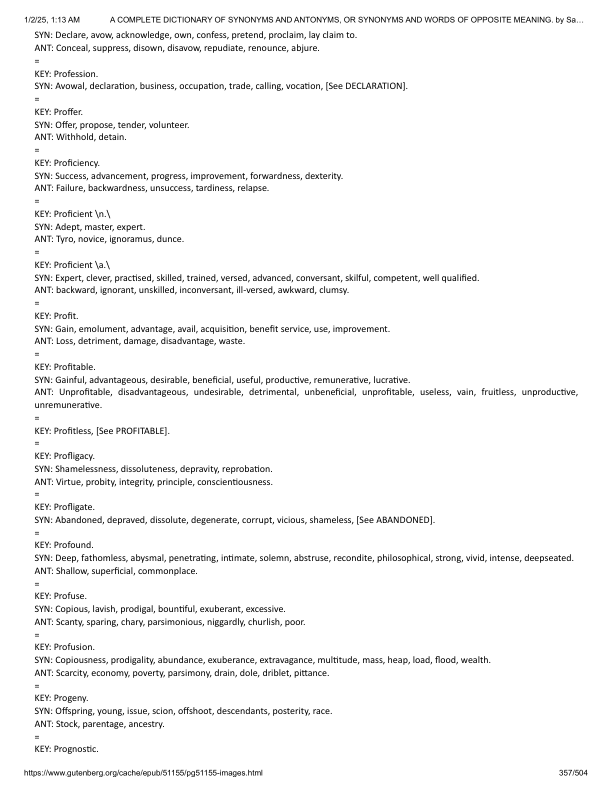 1/2/25, 1:13 AM A COMPLETE DICTIONARY OF SYNONYMS AND ANTONYMS, OR SYNONYMS AND WORDS OF OPPOSITE MEANING. by Sa…
SYN: Declare, avow, acknowledge, own, confess, pretend, proclaim, lay claim to.
ANT: Conceal, suppress, disown, disavow, repudiate, renounce, abjure.
=
KEY: Profession.
SYN: Avowal, declaration, business, occupation, trade, calling, vocation, [See DECLARATION].
=
KEY: Proffer.
SYN: Offer, propose, tender, volunteer.
ANT: Withhold, detain.
=
KEY: Proficiency.
SYN: Success, advancement, progress, improvement, forwardness, dexterity.
ANT: Failure, backwardness, unsuccess, tardiness, relapse.
=
KEY: Proficient \n.\
SYN: Adept, master, expert.
ANT: Tyro, novice, ignoramus, dunce.
=
KEY: Proficient \a.\
SYN: Expert, clever, practised, skilled, trained, versed, advanced, conversant, skilful, competent, well qualified.
ANT: backward, ignorant, unskilled, inconversant, ill-versed, awkward, clumsy.
=
KEY: Profit.
SYN: Gain, emolument, advantage, avail, acquisition, benefit service, use, improvement.
ANT: Loss, detriment, damage, disadvantage, waste.
=
KEY: Profitable.
SYN: Gainful, advantageous, desirable, beneficial, useful, productive, remunerative, lucrative.
ANT: Unprofitable, disadvantageous, undesirable, detrimental, unbeneficial, unprofitable, useless, vain, fruitless, unproductive,
unremunerative.
=
KEY: Profitless, [See PROFITABLE].
=
KEY: Profligacy.
SYN: Shamelessness, dissoluteness, depravity, reprobation.
ANT: Virtue, probity, integrity, principle, conscientiousness.
=
KEY: Profligate.
SYN: Abandoned, depraved, dissolute, degenerate, corrupt, vicious, shameless, [See ABANDONED].
=
KEY: Profound.
SYN: Deep, fathomless, abysmal, penetrating, intimate, solemn, abstruse, recondite, philosophical, strong, vivid, intense, deepseated.
ANT: Shallow, superficial, commonplace.
=
KEY: Profuse.
SYN: Copious, lavish, prodigal, bountiful, exuberant, excessive.
ANT: Scanty, sparing, chary, parsimonious, niggardly, churlish, poor.
=
KEY: Profusion.
SYN: Copiousness, prodigality, abundance, exuberance, extravagance, multitude, mass, heap, load, flood, wealth.
ANT: Scarcity, economy, poverty, parsimony, drain, dole, driblet, pittance.
=
KEY: Progeny.
SYN: Offspring, young, issue, scion, offshoot, descendants, posterity, race.
ANT: Stock, parentage, ancestry.
=
KEY: Prognostic.
https://www.gutenberg.org/cache/epub/51155/pg51155-images.html 357/504